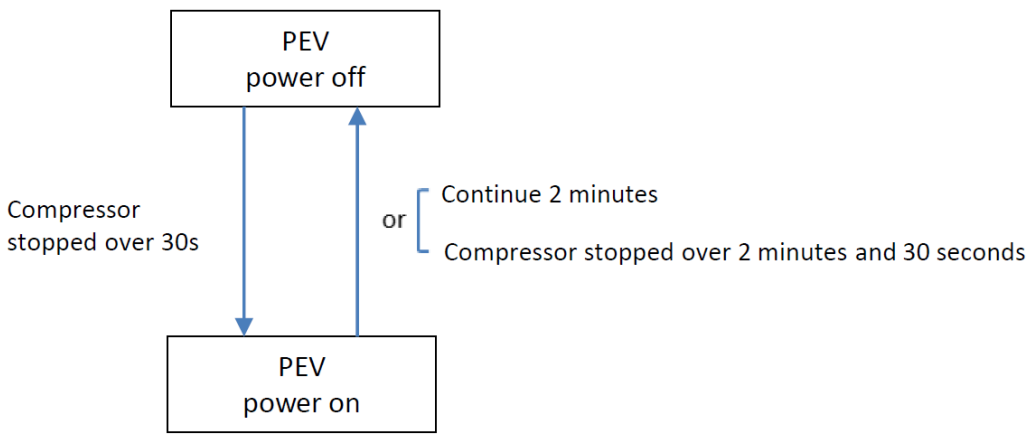 PEV
power off
Compressor
stopped over 30s
or
Continue 2 minutes
Compressor stopped over 2 minutes and 30 seconds
PEV
power on